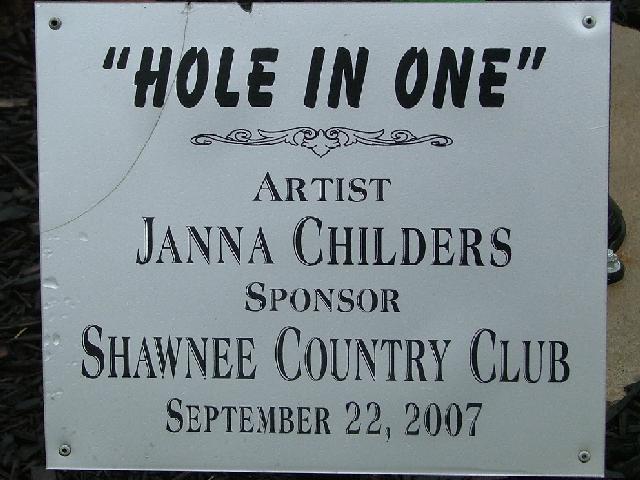 "HOLE IN ONE"
ARTIST
JANNA CHILDERS
SPONSOR
SHAWNEE COUNTRY CLUB
SEPTEMBER 22, 2007